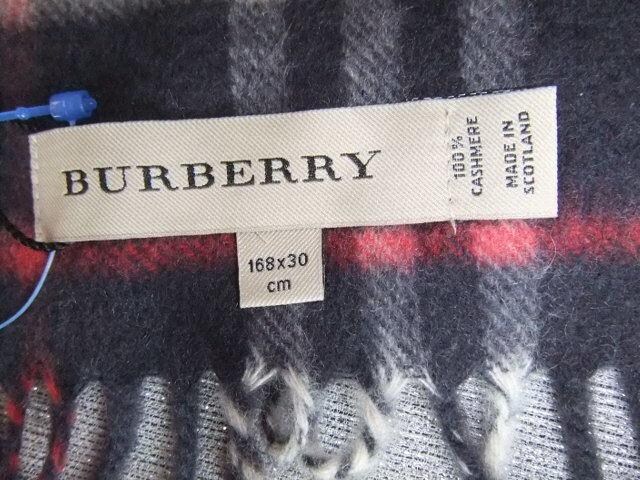 BURBERRY
100%
CASHMERE
MADE IN
SCOTLAND
168x30
cm